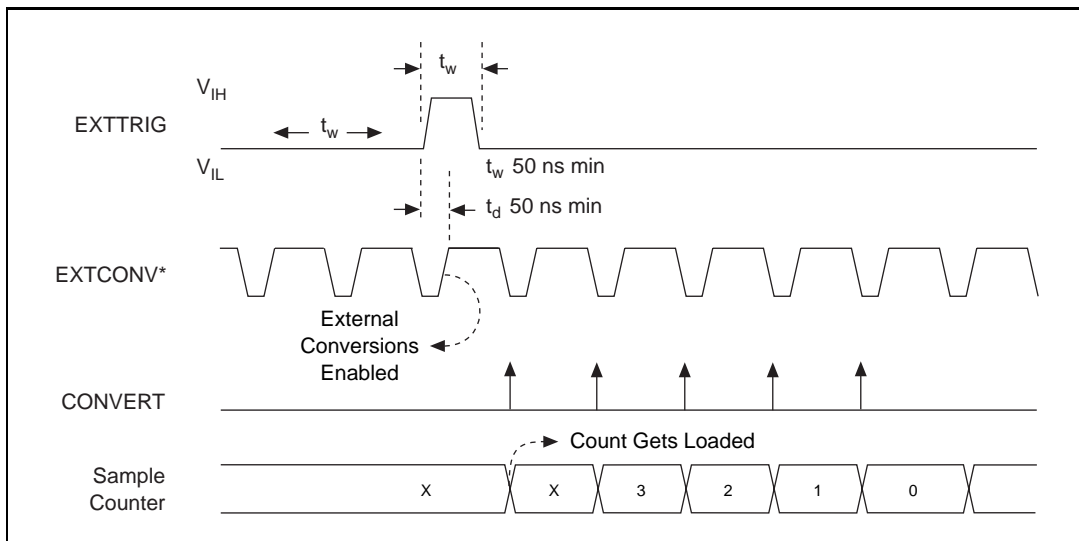 t_w
V_IH
EXTTRIG
t_w
V_IL
t_w 50 ns min
t_d 50 ns min
EXTCONV*
External
Conversions
Enabled
CONVERT
Count Gets Loaded
Sample
Counter
X X 3 2 1 0